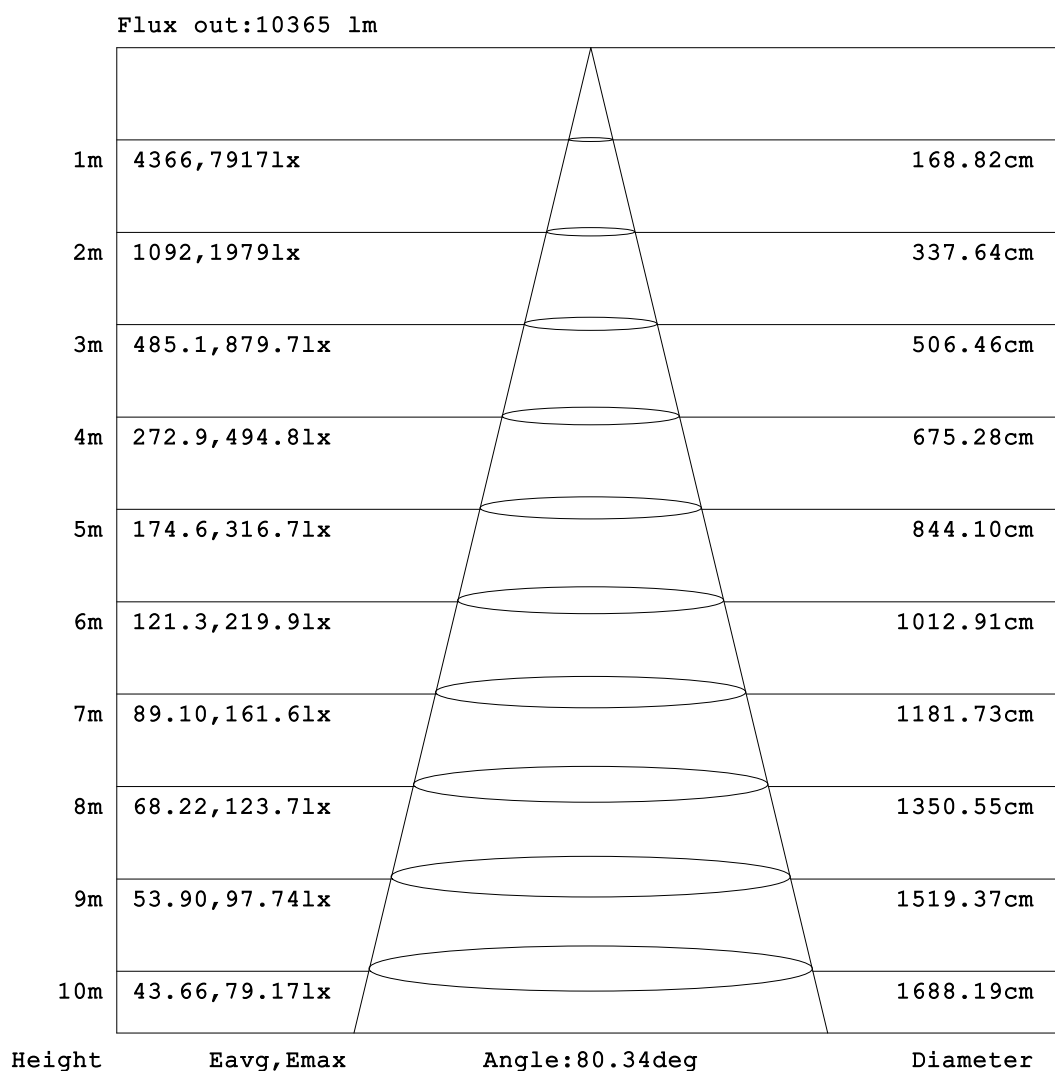 Flux out:10365 lm
1m 4366,7917lx 168.82cm
2m 1092,1979lx 337.64cm
3m 485.1,879.7lx 506.46cm
4m 272.9,494.8lx 675.28cm
5m 174.6,316.7lx 844.10cm
6m 121.3,219.9lx 1012.91cm
7m 89.10,161.6lx 1181.73cm
8m 68.22,123.7lx 1350.55cm
9m 53.90,97.74lx 1519.37cm
10m 43.66,79.17lx 1688.19cm
Height Eavg,Emax Angle:80.34deg Diameter